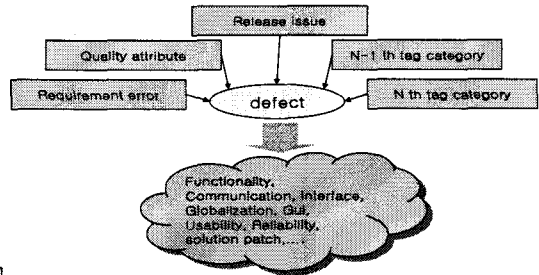 Release issue
Quality attribute
N-1 th tag category
Requirement error
defect
N th tag category
Functionality,
Communication, Interface,
Globalization, Gui,
Usability, Reliability,
solution patch,....